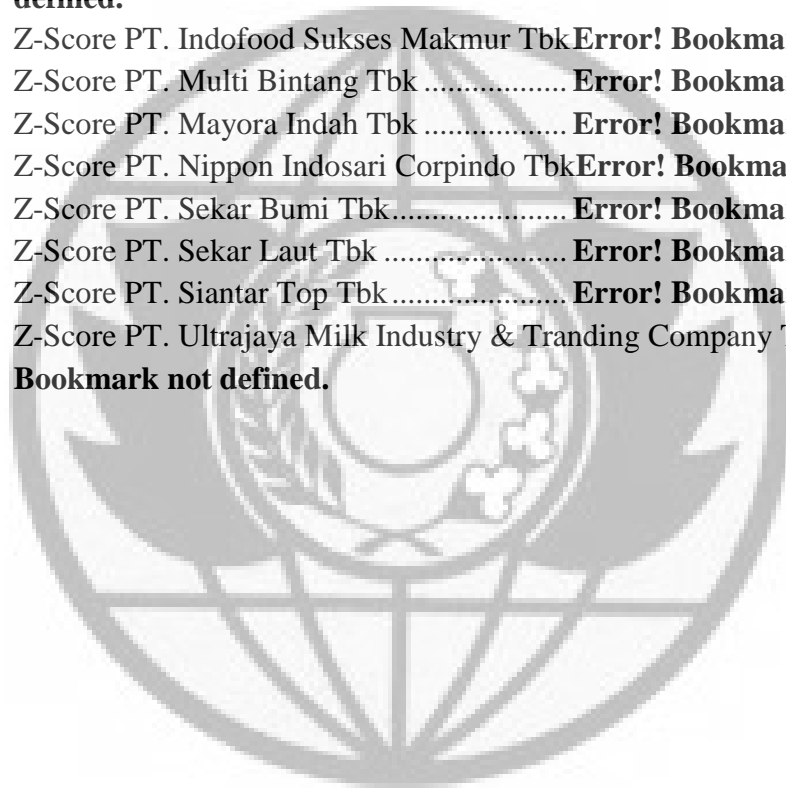 defined.
Z-Score PT. Indofood Sukses Makmur TbkError! Bookma
Z-Score PT. Multi Bintang Tbk ................. Error! Bookma
Z-Score PT. Mayora Indah Tbk ................. Error! Bookma
Z-Score PT. Nippon Indosari Corpindo TbkError! Bookma
Z-Score PT. Sekar Bumi Tbk..................... Error! Bookma
Z-Score PT. Sekar Laut Tbk ...................... Error! Bookma
Z-Score PT. Siantar Top Tbk..................... Error! Bookma
Z-Score PT. Ultrajaya Milk Industry & Tranding Company T
Bookmark not defined.